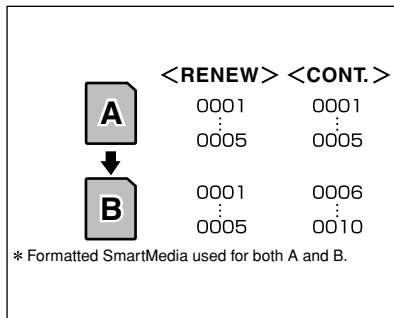 <RENEW> <CONT.>
A
0001 0001
⋮ ⋮
0005 0005
B
0001 0006
⋮ ⋮
0005 0010
* Formatted SmartMedia used for both A and B.